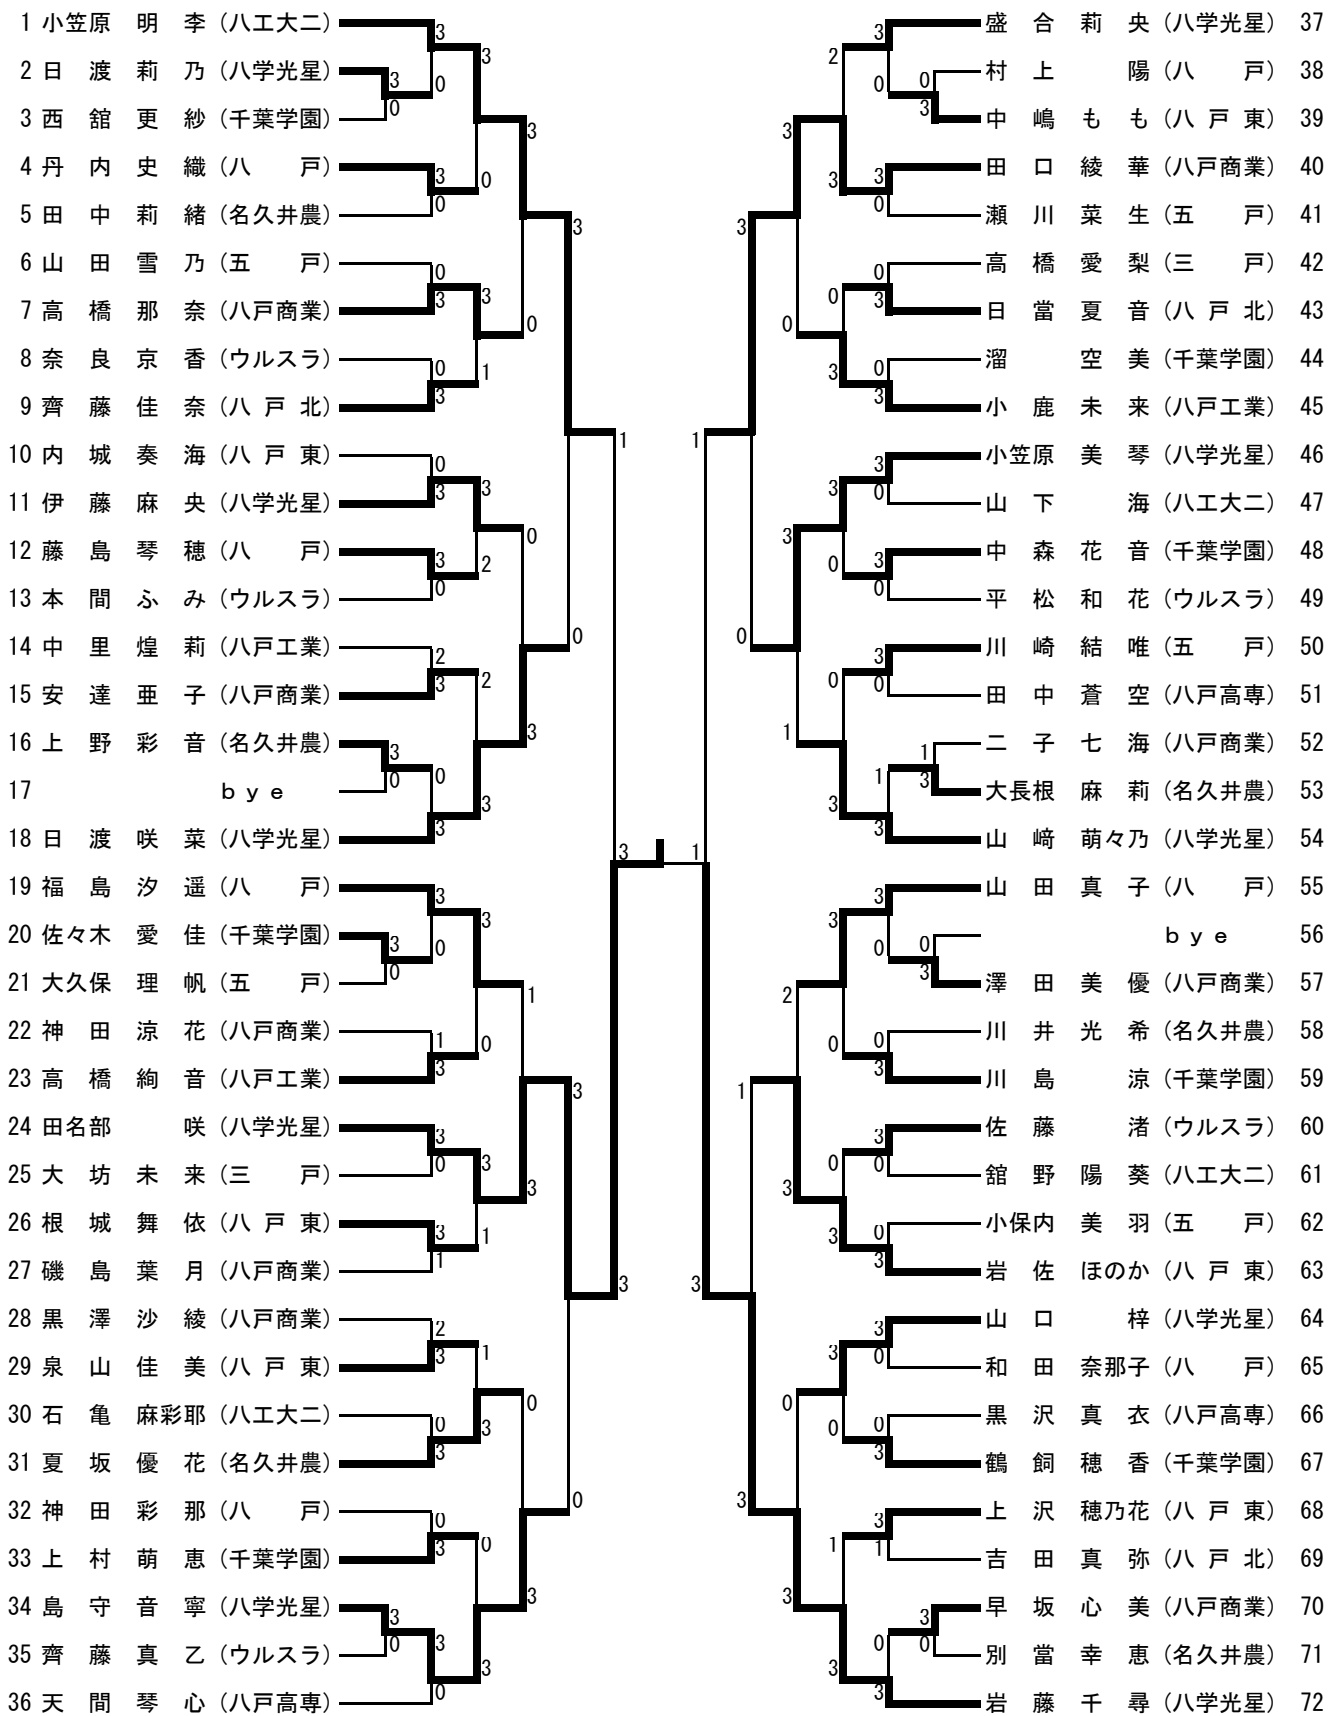 1 小笠原 明 李 (八工大二)
2 日 渡 莉 乃 (八学光星)
3 西 舘 更 紗 (千葉学園)
4 丹 内 史 織 (八 戸)
5 田 中 莉 緒 (名久井農)
6 山 田 雪 乃 (五 戸)
7 高 橋 那 奈 (八戸商業)
8 奈 良 京 香 (ウルスラ)
9 齊 藤 佳 奈 (八 戸 北)
10 内 城 奏 海 (八 戸 東)
11 伊 藤 麻 央 (八学光星)
12 藤 島 琴 穂 (八 戸)
13 本 間 ふ み (ウルスラ)
14 中 里 煌 莉 (八戸工業)
15 安 達 亜 子 (八戸商業)
16 上 野 彩 音 (名久井農)
17 ｂｙｅ
18 日 渡 咲 菜 (八学光星)
19 福 島 汐 遥 (八 戸)
20 佐々木 愛 佳 (千葉学園)
21 大久保 理 帆 (五 戸)
22 神 田 涼 花 (八戸商業)
23 高 橋 絢 音 (八戸工業)
24 田名部 咲 (八学光星)
25 大 坊 未 来 (三 戸)
26 根 城 舞 依 (八 戸 東)
27 磯 島 葉 月 (八戸商業)
28 黒 澤 沙 綾 (八戸商業)
29 泉 山 佳 美 (八 戸 東)
30 石 亀 麻彩耶 (八工大二)
31 夏 坂 優 花 (名久井農)
32 神 田 彩 那 (八 戸)
33 上 村 萌 恵 (千葉学園)
34 島 守 音 寧 (八学光星)
35 齊 藤 真 乙 (ウルスラ)
36 天 間 琴 心 (八戸高専)
盛 合 莉 央 (八学光星) 37
村 上 陽 (八 戸) 38
中 嶋 も も (八 戸 東) 39
田 口 綾 華 (八戸商業) 40
瀬 川 菜 生 (五 戸) 41
高 橋 愛 梨 (三 戸) 42
日 當 夏 音 (八 戸 北) 43
溜 空 美 (千葉学園) 44
小 鹿 未 来 (八戸工業) 45
小笠原 美 琴 (八学光星) 46
山 下 海 (八工大二) 47
中 森 花 音 (千葉学園) 48
平 松 和 花 (ウルスラ) 49
川 崎 結 唯 (五 戸) 50
田 中 蒼 空 (八戸高専) 51
二 子 七 海 (八戸商業) 52
大長根 麻 莉 (名久井農) 53
山 﨑 萌々乃 (八学光星) 54
山 田 真 子 (八 戸) 55
ｂｙｅ 56
澤 田 美 優 (八戸商業) 57
川 井 光 希 (名久井農) 58
川 島 涼 (千葉学園) 59
佐 藤 渚 (ウルスラ) 60
舘 野 陽 葵 (八工大二) 61
小保内 美 羽 (五 戸) 62
岩 佐 ほのか (八 戸 東) 63
山 口 梓 (八学光星) 64
和 田 奈那子 (八 戸) 65
黒 沢 真 衣 (八戸高専) 66
鶴 飼 穂 香 (千葉学園) 67
上 沢 穂乃花 (八 戸 東) 68
吉 田 真 弥 (八 戸 北) 69
早 坂 心 美 (八戸商業) 70
別 當 幸 恵 (名久井農) 71
岩 藤 千 尋 (八学光星) 72